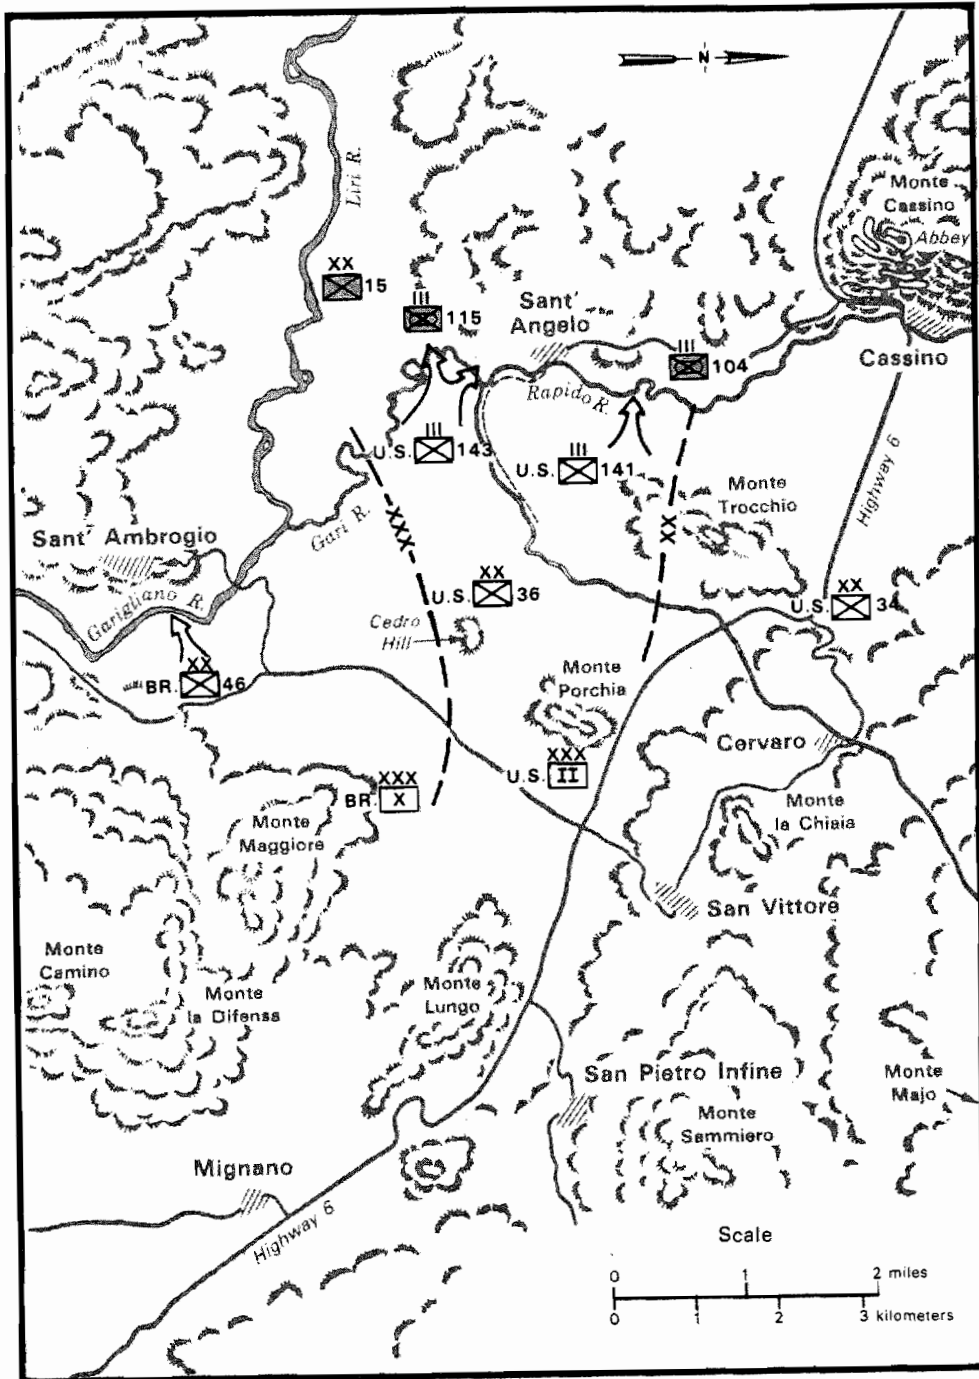 N
Liri R.
Monte
Cassino
Abbey
XX
15
III
115
Sant'
Angelo
III
104
Cassino
Rapido R.
III
U.S. 143
III
U.S. 141
Monte
Trocchio
Highway 6
Gari R.
XXX
XX
Sant' Ambrogio
XX
U.S. 36
XX
U.S. 34
Garigliano R.
Cedro
Hill
XX
BR. 46
Monte
Porchia
Cervaro
XXX
U.S. II
XXX
BR. X
Monte
Maggiore
Monte
la Chiaia
San Vittore
Monte
Camino
Monte
la Difensa
Monte
Lungo
San Pietro Infine
Monte
Majo
Monte
Sammiero
Mignano
Highway 6
Scale
0 1 2 miles
0 1 2 3 kilometers